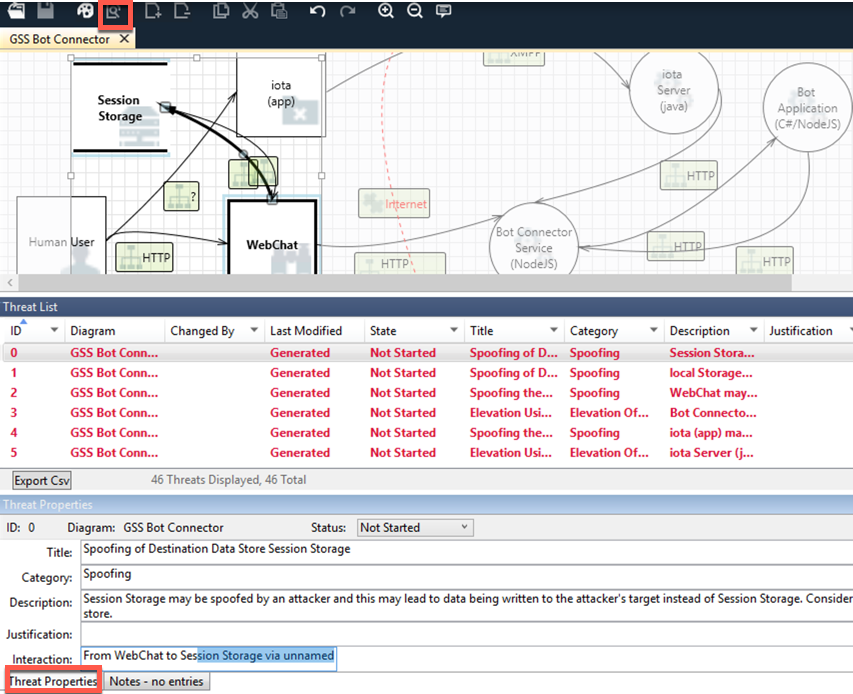 GSS Bot Connector
XMPP
Session
Storage
iota
(app)
iota
Server
(java)
Bot
Application
(C#/NodeJS)
HTTP
?
Internet
Human User
HTTP
WebChat
Bot Connector
Service
(NodeJS)
HTTP
HTTP
HTTP
Threat List
ID Diagram Changed By Last Modified State Title Category Description Justification
0 GSS Bot Conn... Generated Not Started Spoofing of D... Spoofing Session Stora...
1 GSS Bot Conn... Generated Not Started Spoofing of D... Spoofing local Storage...
2 GSS Bot Conn... Generated Not Started Spoofing the... Spoofing WebChat may...
3 GSS Bot Conn... Generated Not Started Elevation Usi... Elevation Of... Bot Connecto...
4 GSS Bot Conn... Generated Not Started Spoofing the... Spoofing iota (app) ma...
5 GSS Bot Conn... Generated Not Started Elevation Usi... Elevation Of... iota Server (j...
Export Csv 46 Threats Displayed, 46 Total
Threat Properties
ID: 0 Diagram: GSS Bot Connector Status: Not Started
Title: Spoofing of Destination Data Store Session Storage
Category: Spoofing
Description: Session Storage may be spoofed by an attacker and this may lead to data being written to the attacker's target instead of Session Storage. Consider
store.
Justification:
Interaction: From WebChat to Session Storage via unnamed
Threat Properties Notes - no entries